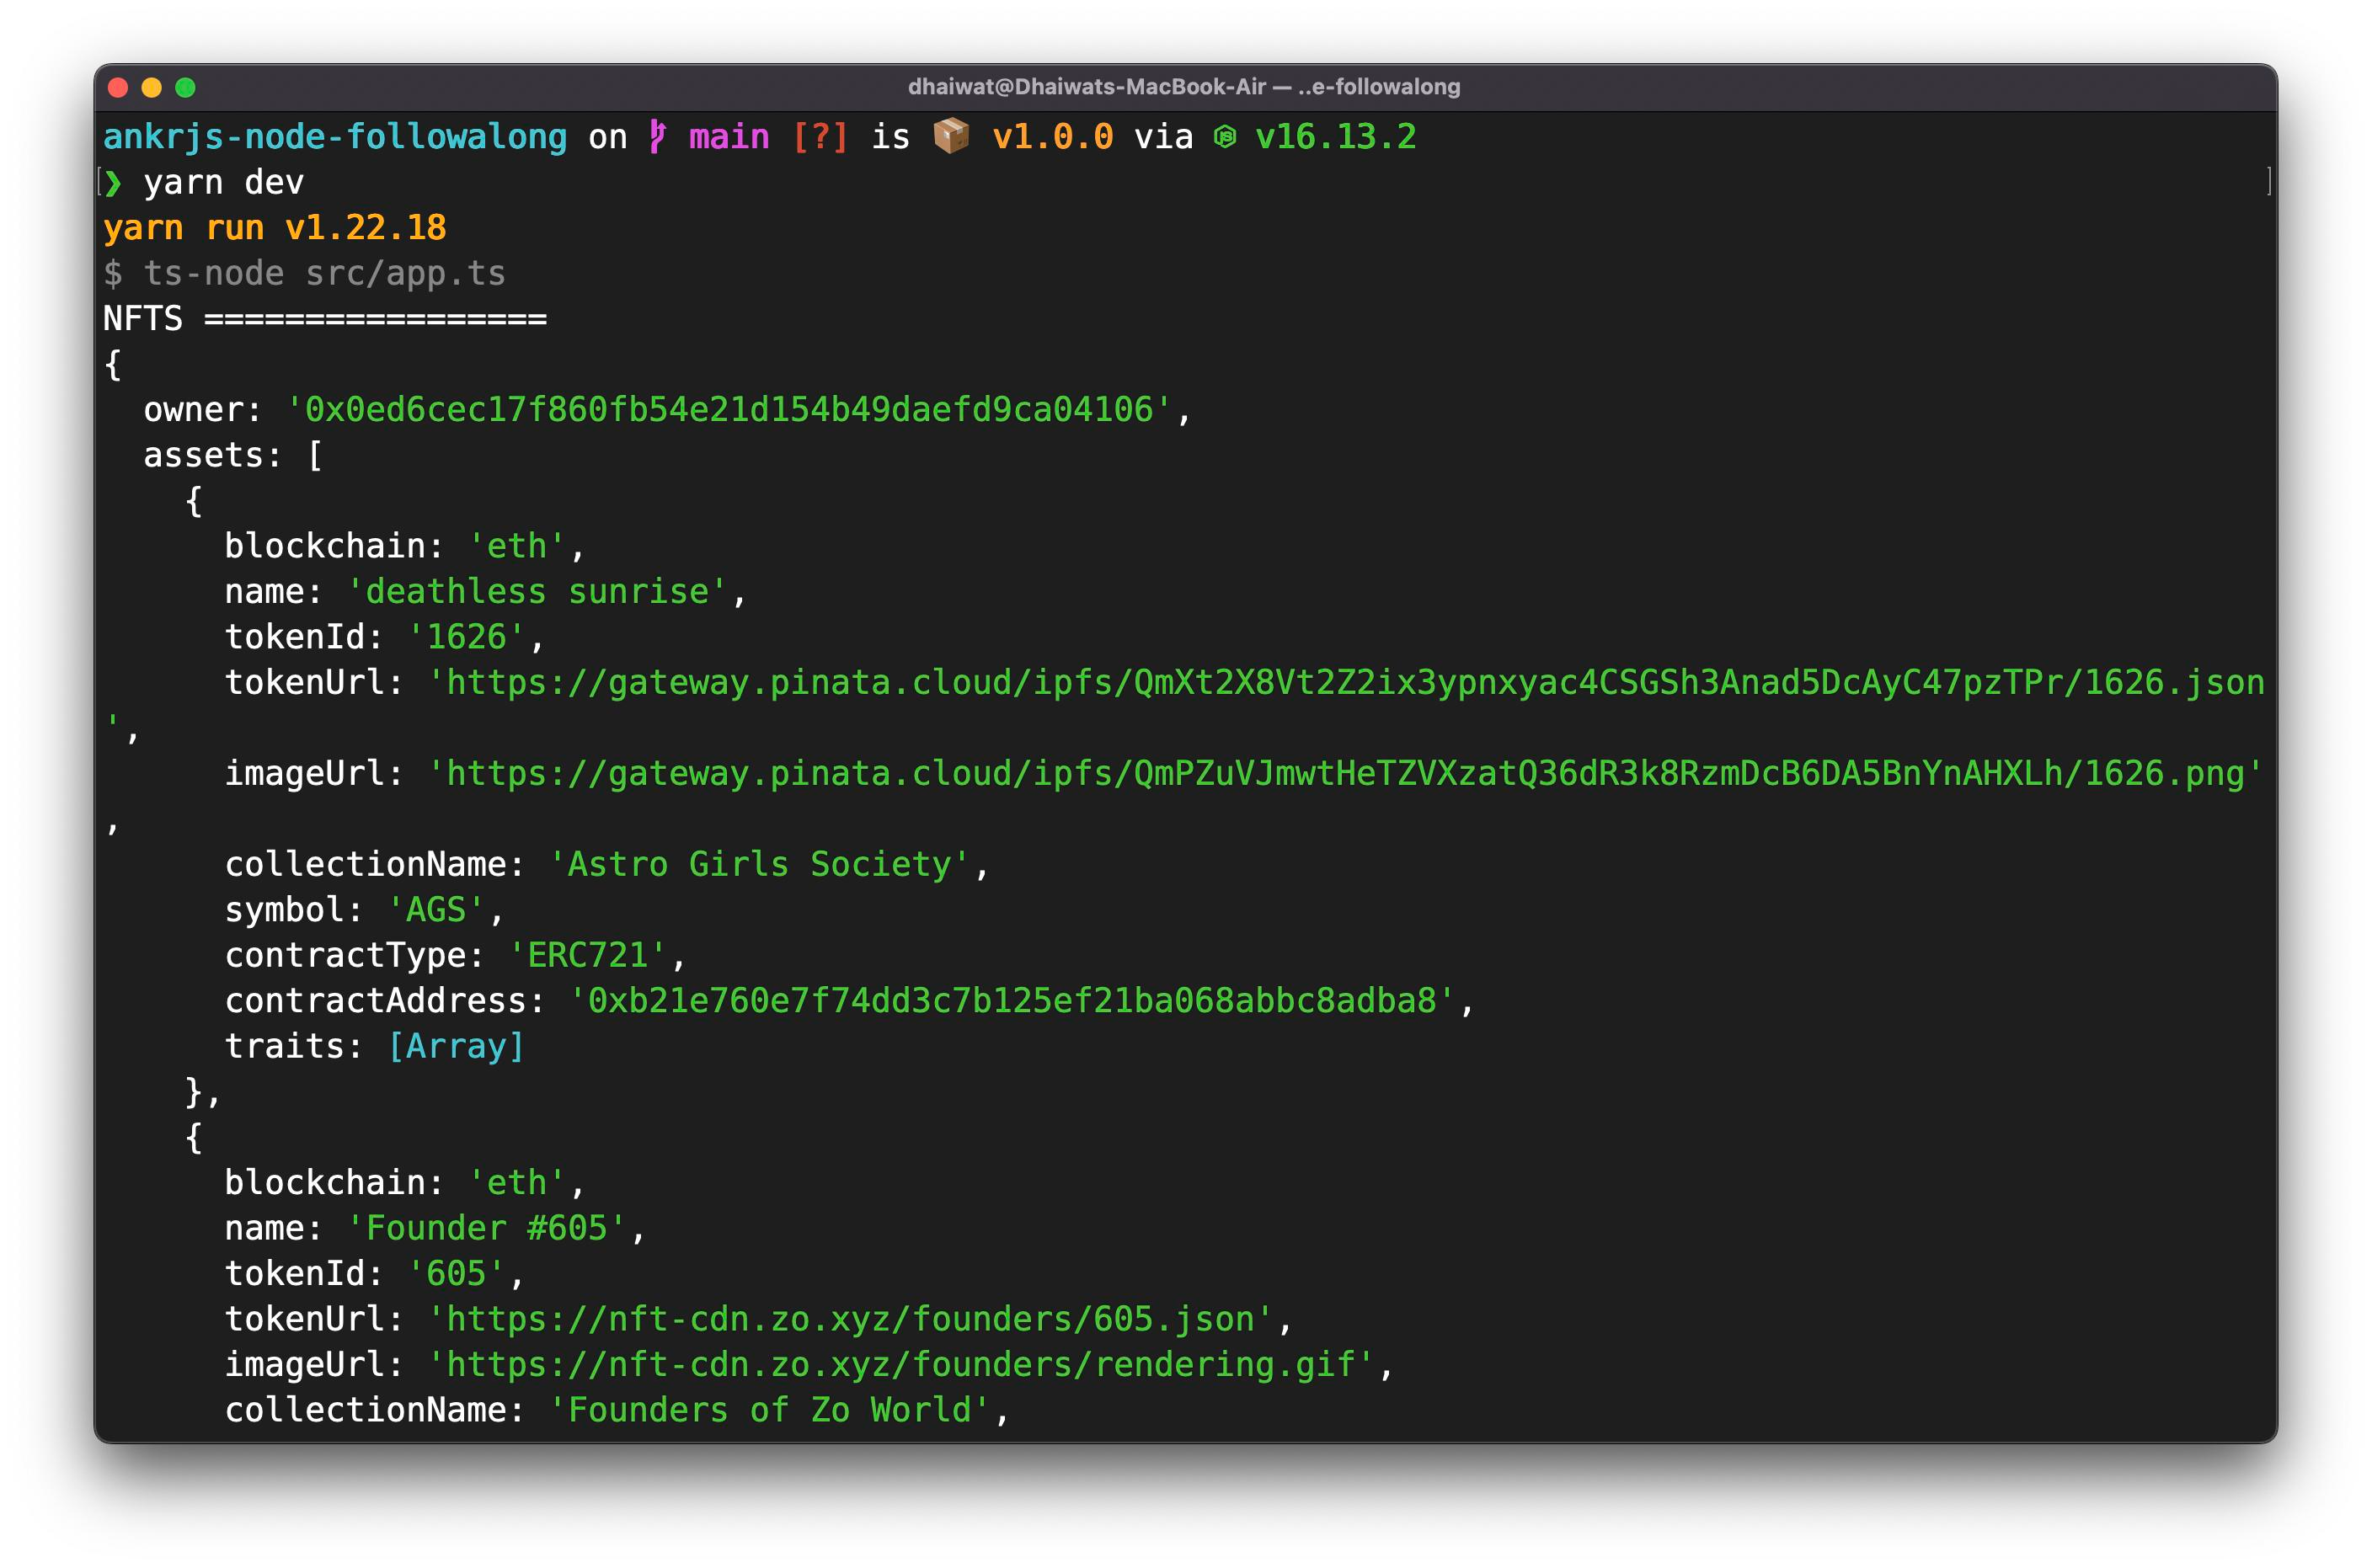 dhaiwat@Dhaiwats-MacBook-Air — ..e-followalong
ankrjs-node-followalong on main [?] is 📦 v1.0.0 via v16.13.2
[❯ yarn dev ]
yarn run v1.22.18
$ ts-node src/app.ts
NFTS =================
{
  owner: '0x0ed6cec17f860fb54e21d154b49daefd9ca04106',
  assets: [
    {
      blockchain: 'eth',
      name: 'deathless sunrise',
      tokenId: '1626',
      tokenUrl: 'https://gateway.pinata.cloud/ipfs/QmXt2X8Vt2Z2ix3ypnxyac4CSGSh3Anad5DcAyC47pzTPr/1626.json
',
      imageUrl: 'https://gateway.pinata.cloud/ipfs/QmPZuVJmwtHeTZVXzatQ36dR3k8RzmDcB6DA5BnYnAHXLh/1626.png'
,
      collectionName: 'Astro Girls Society',
      symbol: 'AGS',
      contractType: 'ERC721',
      contractAddress: '0xb21e760e7f74dd3c7b125ef21ba068abbc8adba8',
      traits: [Array]
    },
    {
      blockchain: 'eth',
      name: 'Founder #605',
      tokenId: '605',
      tokenUrl: 'https://nft-cdn.zo.xyz/founders/605.json',
      imageUrl: 'https://nft-cdn.zo.xyz/founders/rendering.gif',
      collectionName: 'Founders of Zo World',